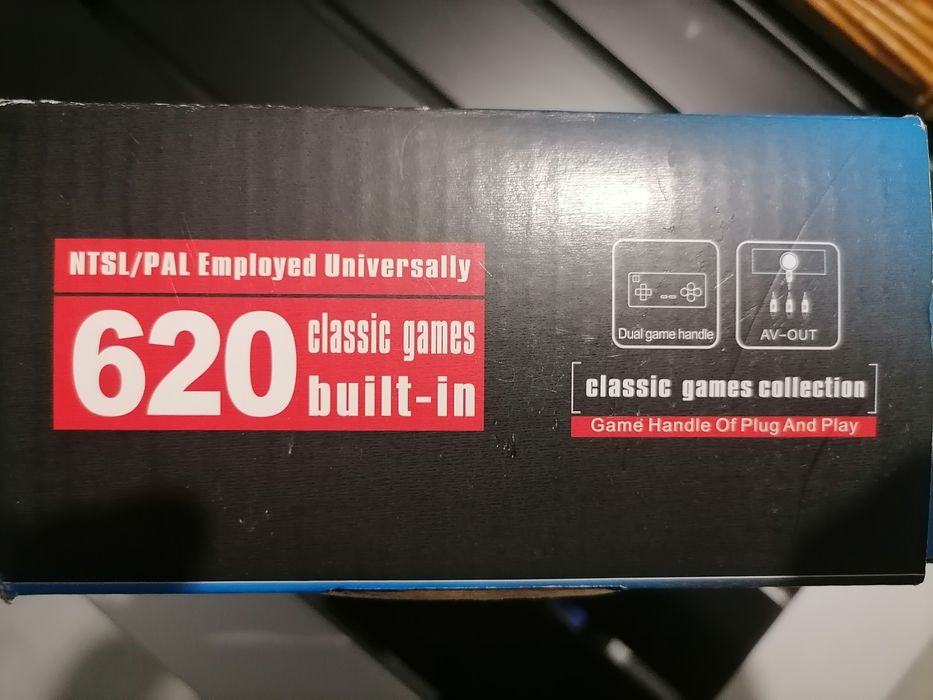 NTSL/PAL Employed Universally
620 classic games
built-in
Dual game handle
AV-OUT
classic games collection
Game Handle Of Plug And Play